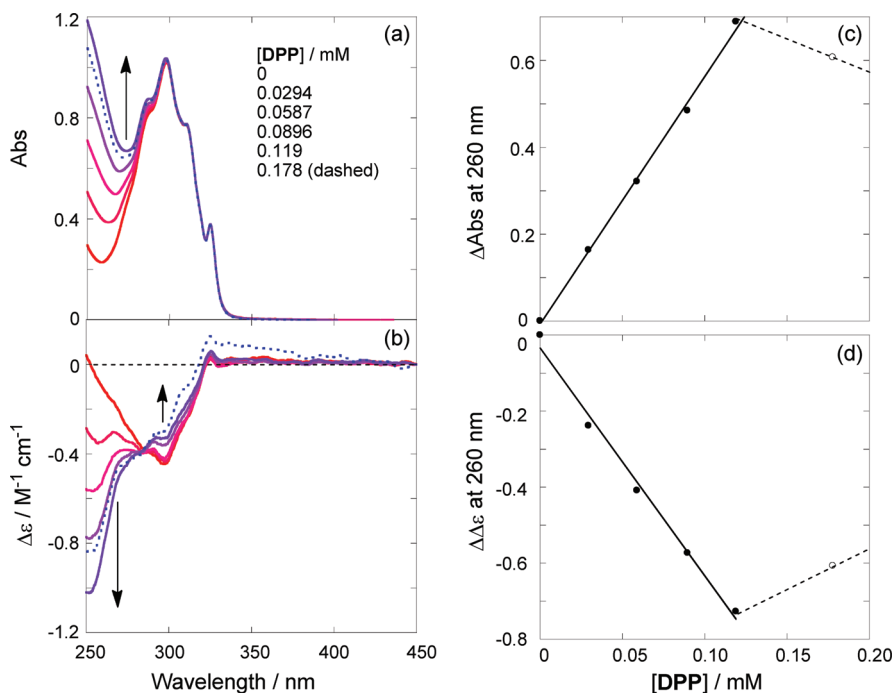 (a)
1.2
0.8
0.4
0
Abs
[DPP] / mM
0
0.0294
0.0587
0.0896
0.119
0.178 (dashed)
(b)
0
-0.4
-0.8
-1.2
Δε / M⁻¹ cm⁻¹
250
300
350
400
450
Wavelength / nm
(c)
0.6
0.4
0.2
0
ΔAbs at 260 nm
(d)
0
-0.2
-0.4
-0.6
-0.8
ΔΔε at 260 nm
0
0.05
0.10
0.15
0.20
[DPP] / mM